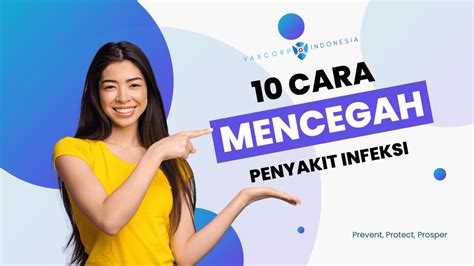 VAXCORP INDONESIA
10 CARA
MENCEGAH
PENYAKIT INFEKSI
Prevent, Protect, Prosper